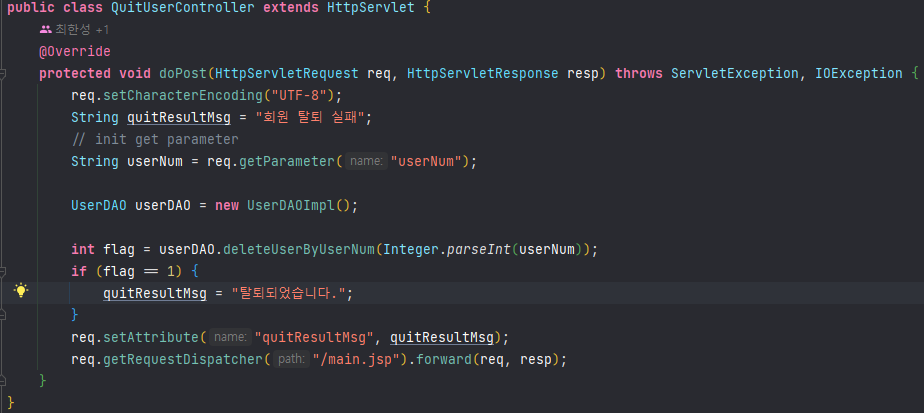 public class QuitUserController extends HttpServlet {
최한성 +1
@Override
protected void doPost(HttpServletRequest req, HttpServletResponse resp) throws ServletException, IOException {
req.setCharacterEncoding("UTF-8");
String quitResultMsg = "회원 탈퇴 실패";
// init get parameter
String userNum = req.getParameter( name: "userNum");
UserDAO userDAO = new UserDAOImpl();
int flag = userDAO.deleteUserByUserNum(Integer.parseInt(userNum));
if (flag == 1) {
quitResultMsg = "탈퇴되었습니다.";
}
req.setAttribute( name: "quitResultMsg", quitResultMsg);
req.getRequestDispatcher( path: "/main.jsp").forward(req, resp);
}
}